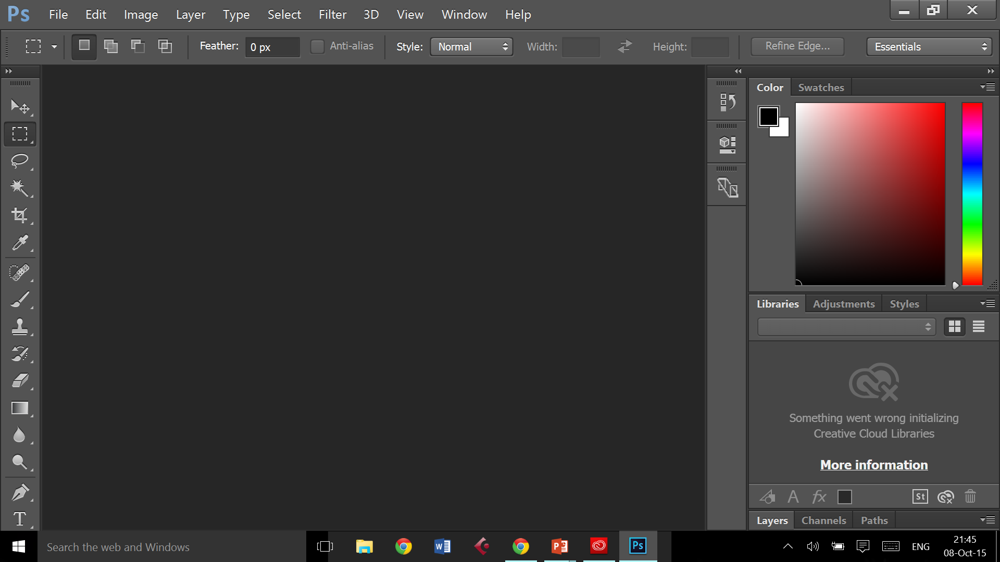 Ps File Edit Image Layer Type Select Filter 3D View Window Help
Feather: 0 px Anti-alias Style: Normal Width: Height: Refine Edge... Essentials
Color Swatches
Libraries Adjustments Styles
Something went wrong initializing
Creative Cloud Libraries
More information
A fx St
Layers Channels Paths
T
Search the web and Windows
W
P
Ps
ENG
21:45
08-Oct-15